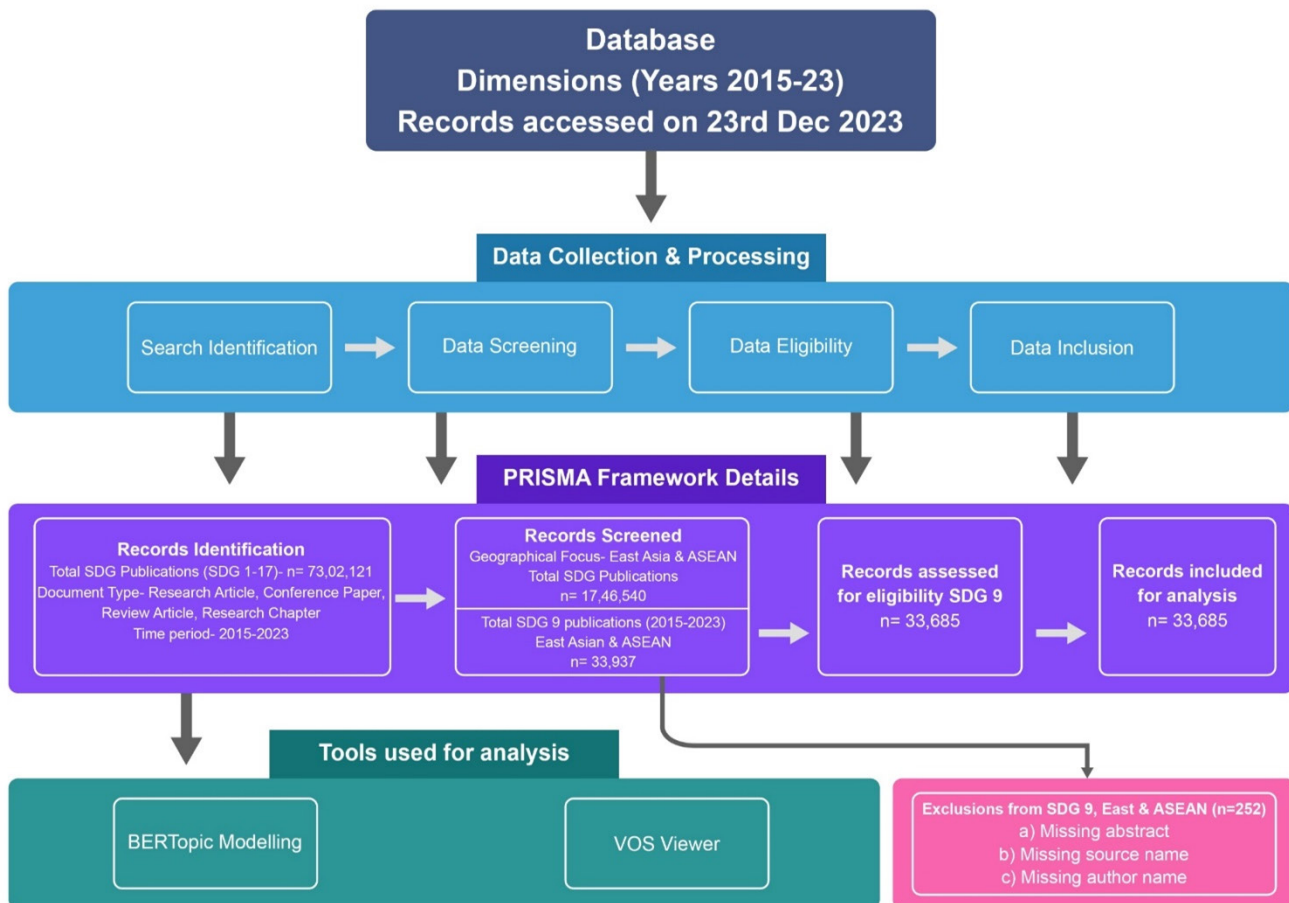 Database
Dimensions (Years 2015-23)
Records accessed on 23rd Dec 2023
Data Collection & Processing
Search Identification
Data Screening
Data Eligibility
Data Inclusion
PRISMA Framework Details
Records Identification
Total SDG Publications (SDG 1-17)- n= 73,02,121
Document Type- Research Article, Conference Paper,
Review Article, Research Chapter
Time period- 2015-2023
Records Screened
Geographical Focus- East Asia & ASEAN
Total SDG Publications
n= 17,46,540
Total SDG 9 publications (2015-2023)
East Asian & ASEAN
n= 33,937
Records assessed
for eligibility SDG 9
n= 33,685
Records included
for analysis
n= 33,685
Tools used for analysis
BERTopic Modelling
VOS Viewer
Exclusions from SDG 9, East & ASEAN (n=252)
a) Missing abstract
b) Missing source name
c) Missing author name